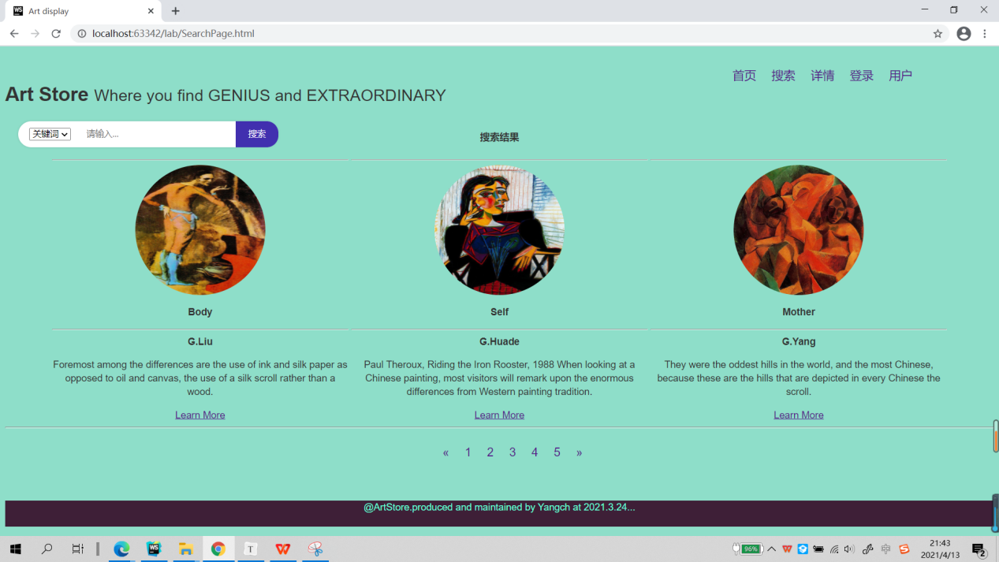 WS
Art display
localhost:63342/lab/SearchPage.html
首页 搜索 详情 登录 用户
Art Store Where you find GENIUS and EXTRAORDINARY
关键词 请输入... 搜索
搜索结果
Body
Self
Mother
G.Liu
Foremost among the differences are the use of ink and silk paper as
opposed to oil and canvas, the use of a silk scroll rather than a
wood.
Learn More
G.Huade
Paul Theroux, Riding the Iron Rooster, 1988 When looking at a
Chinese painting, most visitors will remark upon the enormous
differences from Western painting tradition.
Learn More
G.Yang
They were the oddest hills in the world, and the most Chinese,
because these are the hills that are depicted in every Chinese the
scroll.
Learn More
« 1 2 3 4 5 »
@ArtStore.produced and maintained by Yangch at 2021.3.24...
WS
T
W
96%
W
中
S
21:43
2021/4/13
2